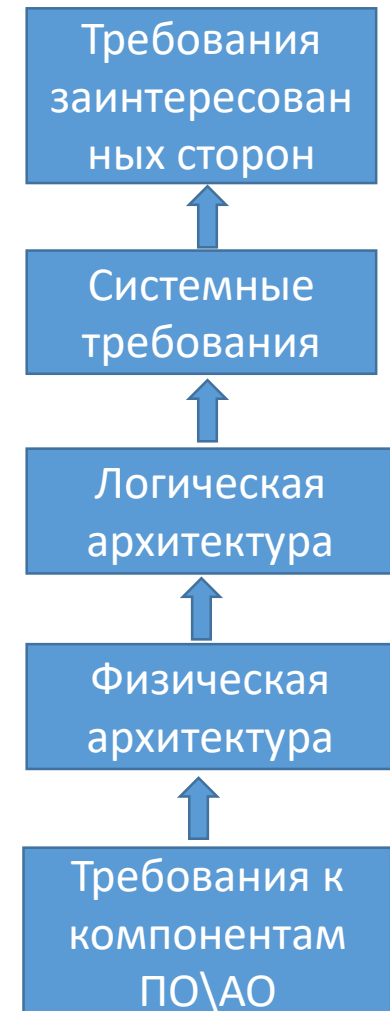 Требования
заинтересован
ных сторон
Системные
требования
Логическая
архитектура
Физическая
архитектура
Требования к
компонентам
ПО\АО